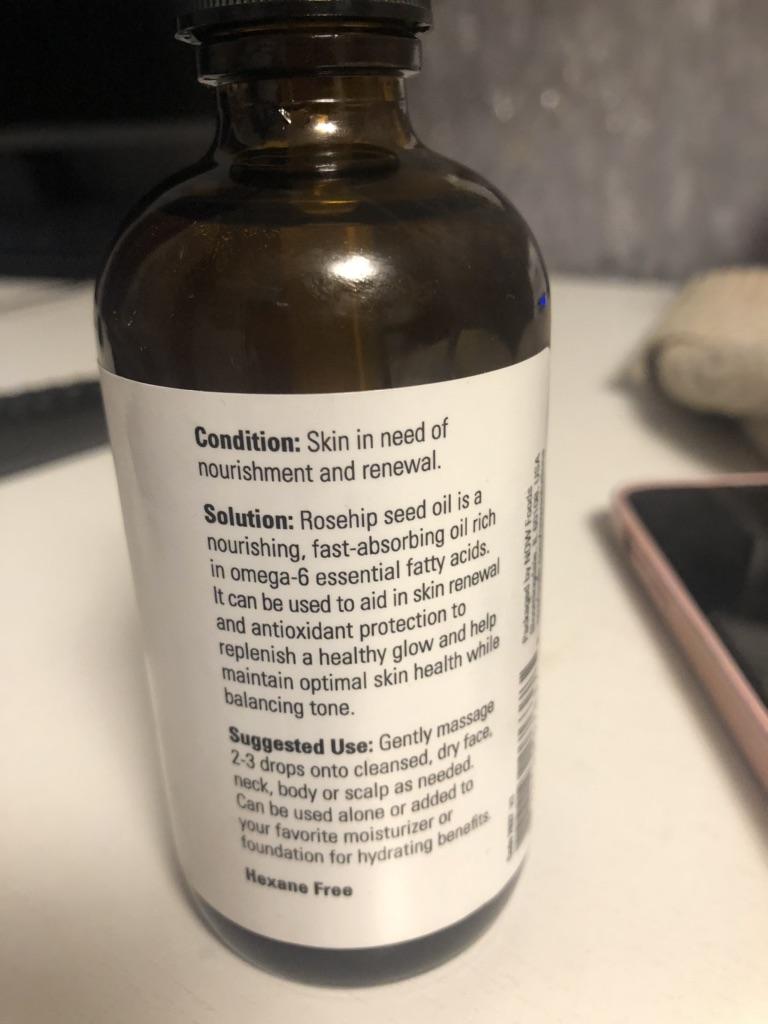 Condition: Skin in need of
nourishment and renewal.
Solution: Rosehip seed oil is a
nourishing, fast-absorbing oil rich
in omega-6 essential fatty acids.
It can be used to aid in skin renewal
and antioxidant protection to
replenish a healthy glow and help
maintain optimal skin health while
balancing tone.
Suggested Use: Gently massage
2-3 drops onto cleansed, dry face,
neck, body or scalp as needed.
Can be used alone or added to
your favorite moisturizer or
foundation for hydrating benefits.
Hexane Free
Packaged by NOW Foods
IL 60108, USA